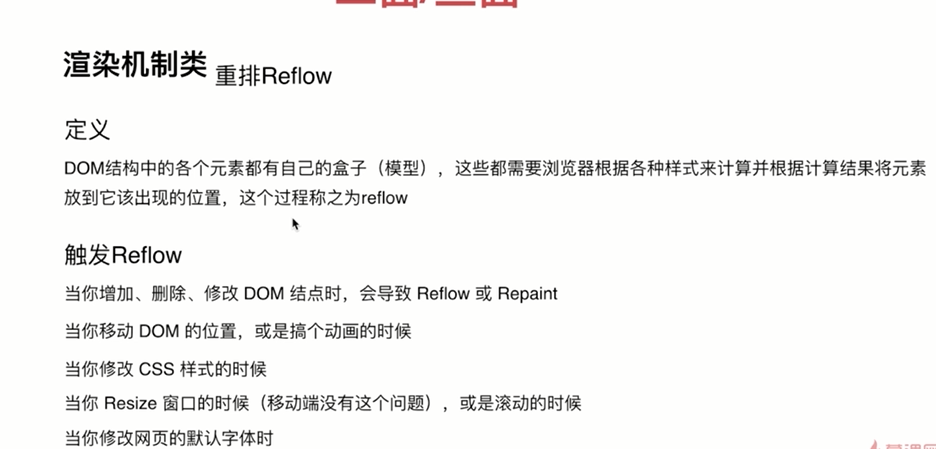 渲染机制类 重排Reflow
定义
DOM结构中的各个元素都有自己的盒子（模型），这些都需要浏览器根据各种样式来计算并根据计算结果将元素
放到它该出现的位置，这个过程称之为reflow
触发Reflow
当你增加、删除、修改 DOM 结点时，会导致 Reflow 或 Repaint
当你移动 DOM 的位置，或是搞个动画的时候
当你修改 CSS 样式的时候
当你 Resize 窗口的时候（移动端没有这个问题），或是滚动的时候
当你修改网页的默认字体时